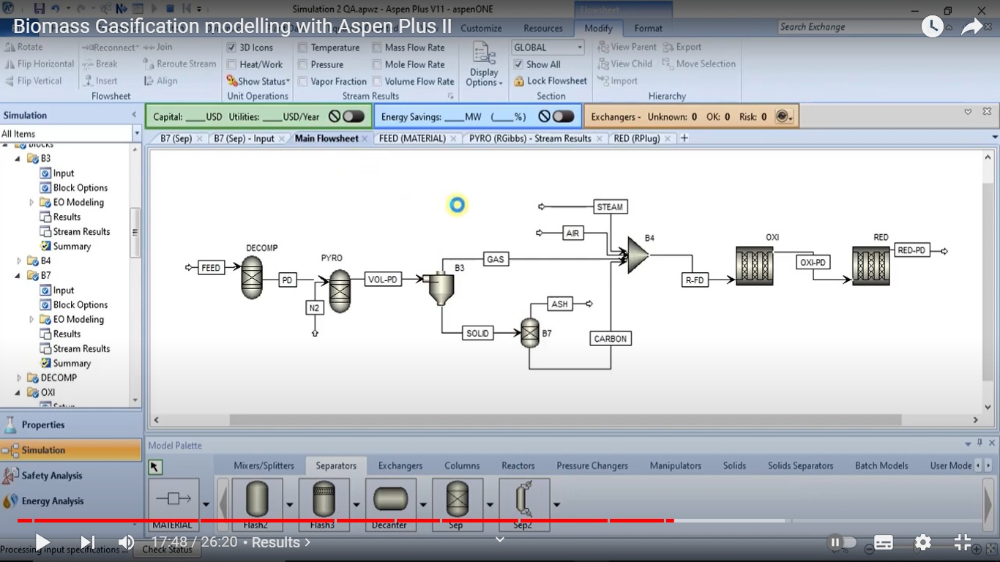 Simulation 2 QA.apwz - Aspen Plus V11 - aspenONE
Flowsheet
Biomass Gasification modelling with Aspen Plus II
Customize Resources Modify Format Search Exchange
Rotate Reconnect Join 3D Icons Temperature Mass Flow Rate GLOBAL View Parent Export
Flip Horizontal Break Reroute Stream Heat/Work Pressure Mole Flow Rate Display Show All View Child Move Selection
Flip Vertical Insert Align Show Status Vapor Fraction Volume Flow Rate Options Lock Flowsheet Import
Flowsheet Unit Operations Stream Results Section Hierarchy
Simulation
Capital: ____USD Utilities: ____USD/Year Energy Savings: ____MW (____%) Exchangers - Unknown: 0 OK: 0 Risk: 0
All Items
B7 (Sep) B7 (Sep) - Input Main Flowsheet FEED (MATERIAL) PYRO (RGibbs) - Stream Results RED (RPlug) +
Blocks
B3
Input
Block Options
EO Modeling
Results
Stream Results
Summary
B4
B7
Input
Block Options
EO Modeling
Results
Stream Results
Summary
DECOMP
OXI
Setup
STEAM
AIR
B4
OXI
RED
DECOMP
PYRO
GAS
B3
RED-PD
OXI-PD
FEED
PD
VOL-PD
R-FD
N2
ASH
SOLID
B7
CARBON
Properties
Simulation
Safety Analysis
Energy Analysis
Model Palette
Mixers/Splitters Separators Exchangers Columns Reactors Pressure Changers Manipulators Solids Solids Separators Batch Models User Mode
MATERIAL Flash2 Flash3 Decanter Sep Sep2
17:48 / 26:20 • Results
Processing input specifications ... Check Status